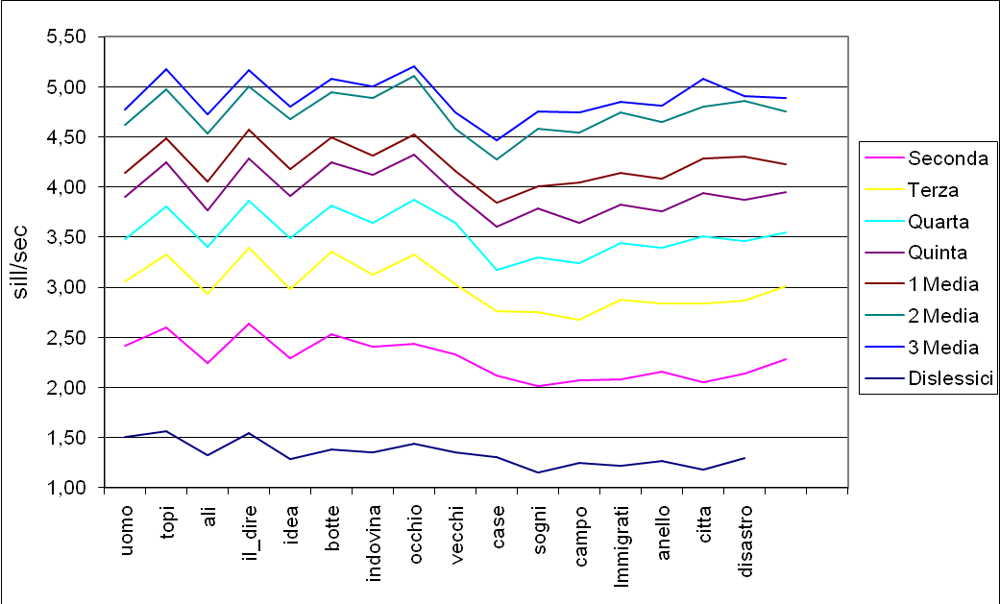 5,50
5,00
4,50
4,00
3,50
3,00
2,50
2,00
1,50
1,00
sill/sec
uomo
topi
ali
il_dire
idea
botte
indovina
occhio
vecchi
case
sogni
campo
Immigrati
anello
citta
disastro
Seconda
Terza
Quarta
Quinta
1 Media
2 Media
3 Media
Dislessici